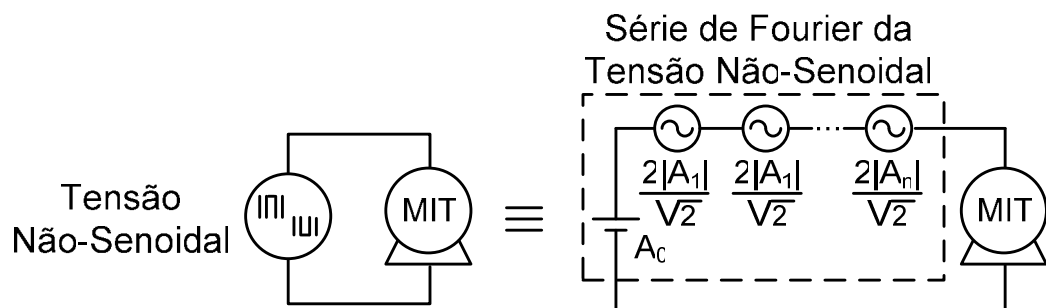 Série de Fourier da
Tensão Não-Senoidal
2|A₁|/√2 2|A₁|/√2 ... 2|Aₙ|/√2
Tensão
Não-Senoidal
MIT
≡
A₀
MIT